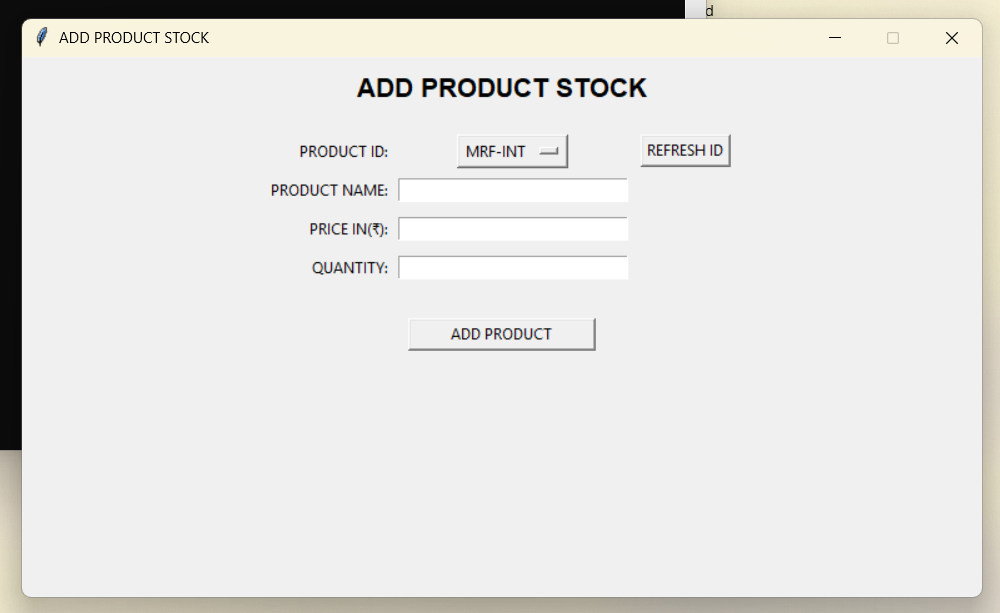 d
ADD PRODUCT STOCK
ADD PRODUCT STOCK
PRODUCT ID: MRF-INT REFRESH ID
PRODUCT NAME:
PRICE IN(₹):
QUANTITY:
ADD PRODUCT